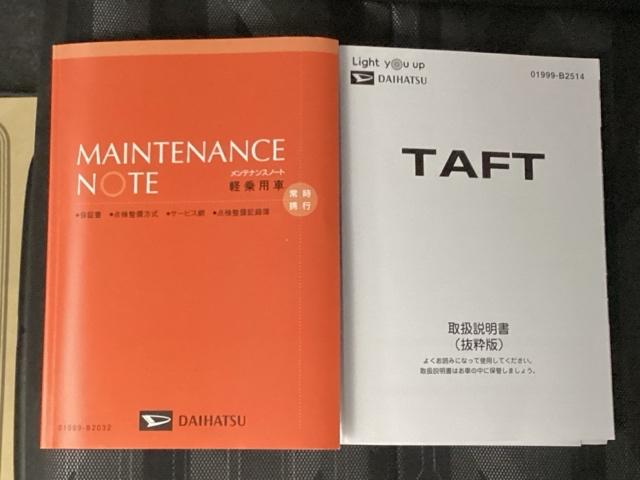 MAINTENANCE
NOTE
メンテナンスノート
軽乗用車
常時
携行
●保証書 ●点検整備方式 ●サービス網 ●点検整備記録簿
01999-B2032
DAIHATSU
Light you up
DAIHATSU
01999-B2514
TAFT
取扱説明書
（抜粋版）
よくお読みになって使用してください。
取扱説明書はお車の中に保管しましょう。